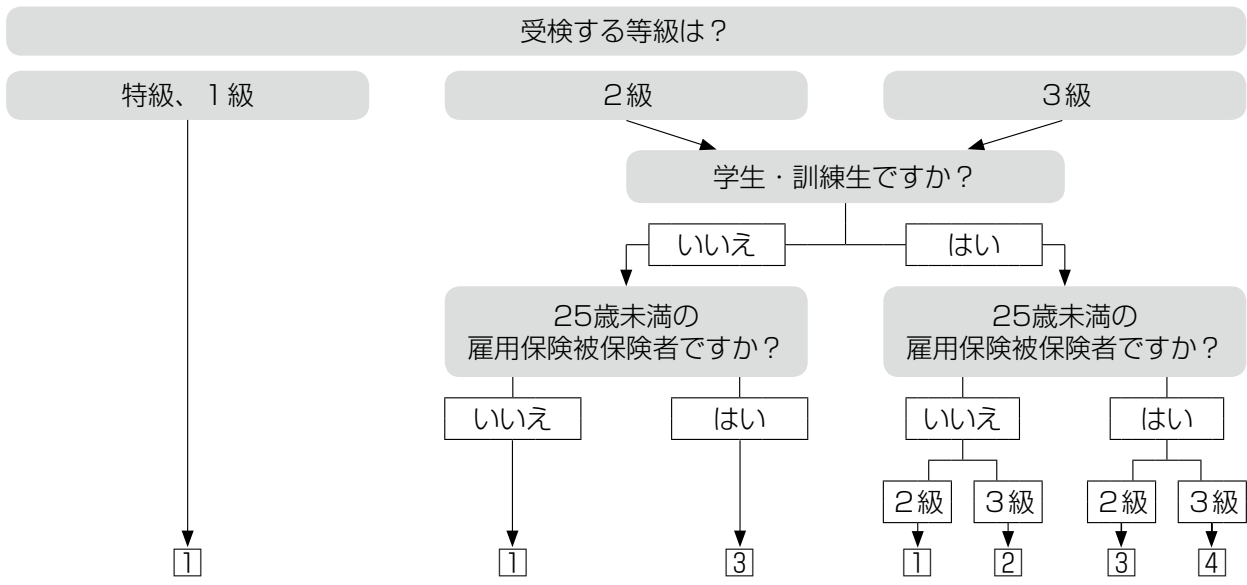 受検する等級は?
特級、1級
2級
3級
学生・訓練生ですか?
いいえ
はい
25歳未満の
雇用保険被保険者ですか?
25歳未満の
雇用保険被保険者ですか?
いいえ
はい
いいえ
はい
2級
3級
2級
3級
1
1
3
1
2
3
4